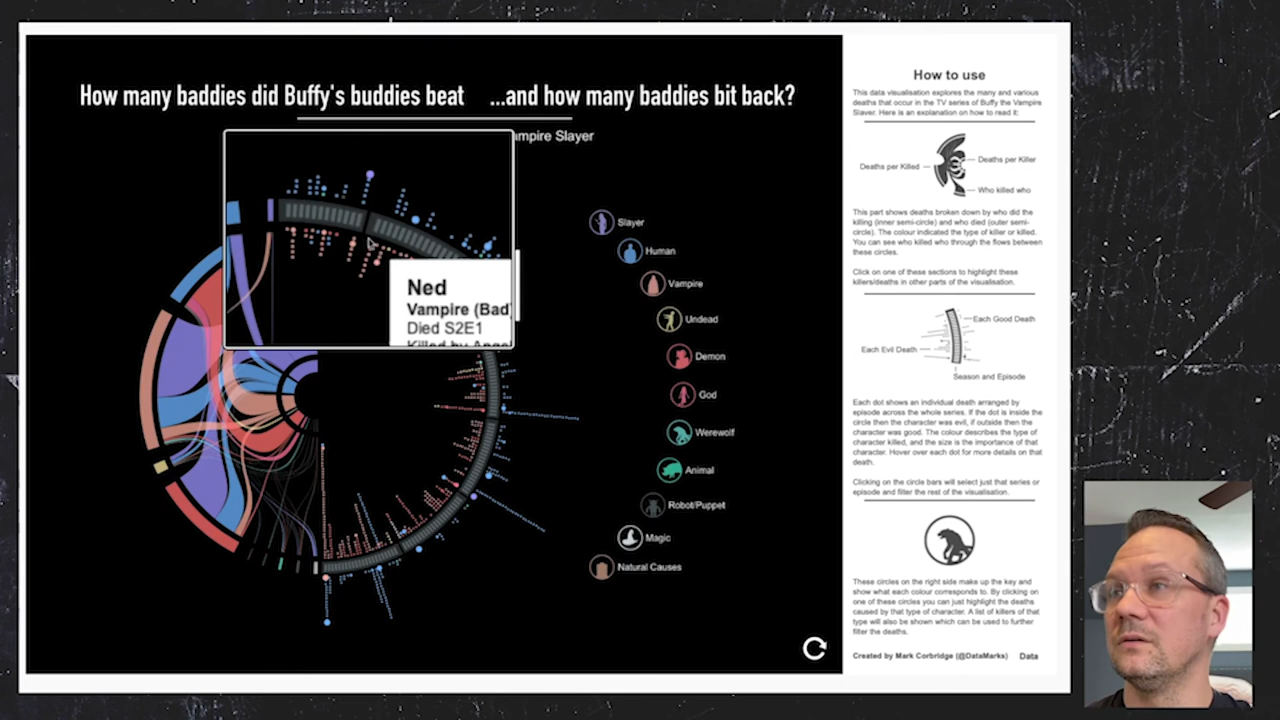 How many baddies did Buffy's buddies beat ...and how many baddies bit back?
mpire Slayer
Ned
Vampire (Bad)
Died S2E1
Killed by Ange
Slayer
Human
Vampire
Undead
Demon
God
Werewolf
Animal
Robot/Puppet
Magic
Natural Causes
How to use
This data visualisation explores the many and various
deaths that occur in the TV series of Buffy the Vampire
Slayer. Here is an explanation on how to read it:
Deaths per Killed
Deaths per Killer
Who killed who
This part shows deaths broken down by who did the
killing (inner semi-circle) and who died (outer semi-
circle). The colour indicated the type of killer or killed.
You can see who killed who through the flows between
these circles.
Click on one of these sections to highlight these
killers/deaths in other parts of the visualisation.
Each Good Death
Each Evil Death
Season and Episode
Each dot shows an individual death arranged by
episode across the whole series. If the dot is inside the
circle then the character was evil, if outside then the
character was good. The colour describes the type of
character killed, and the size is the importance of that
character. Hover over each dot for more details on that
death.
Clicking on the circle bars will select just that series or
episode and filter the rest of the visualisation.
These circles on the right side make up the key and
show what each colour corresponds to. By clicking on
one of these circles you can just highlight the deaths
caused by that type of character. A list of killers of that
type will also be shown which can be used to further
filter the deaths.
Created by Mark Corbridge (@DataMarks) Data